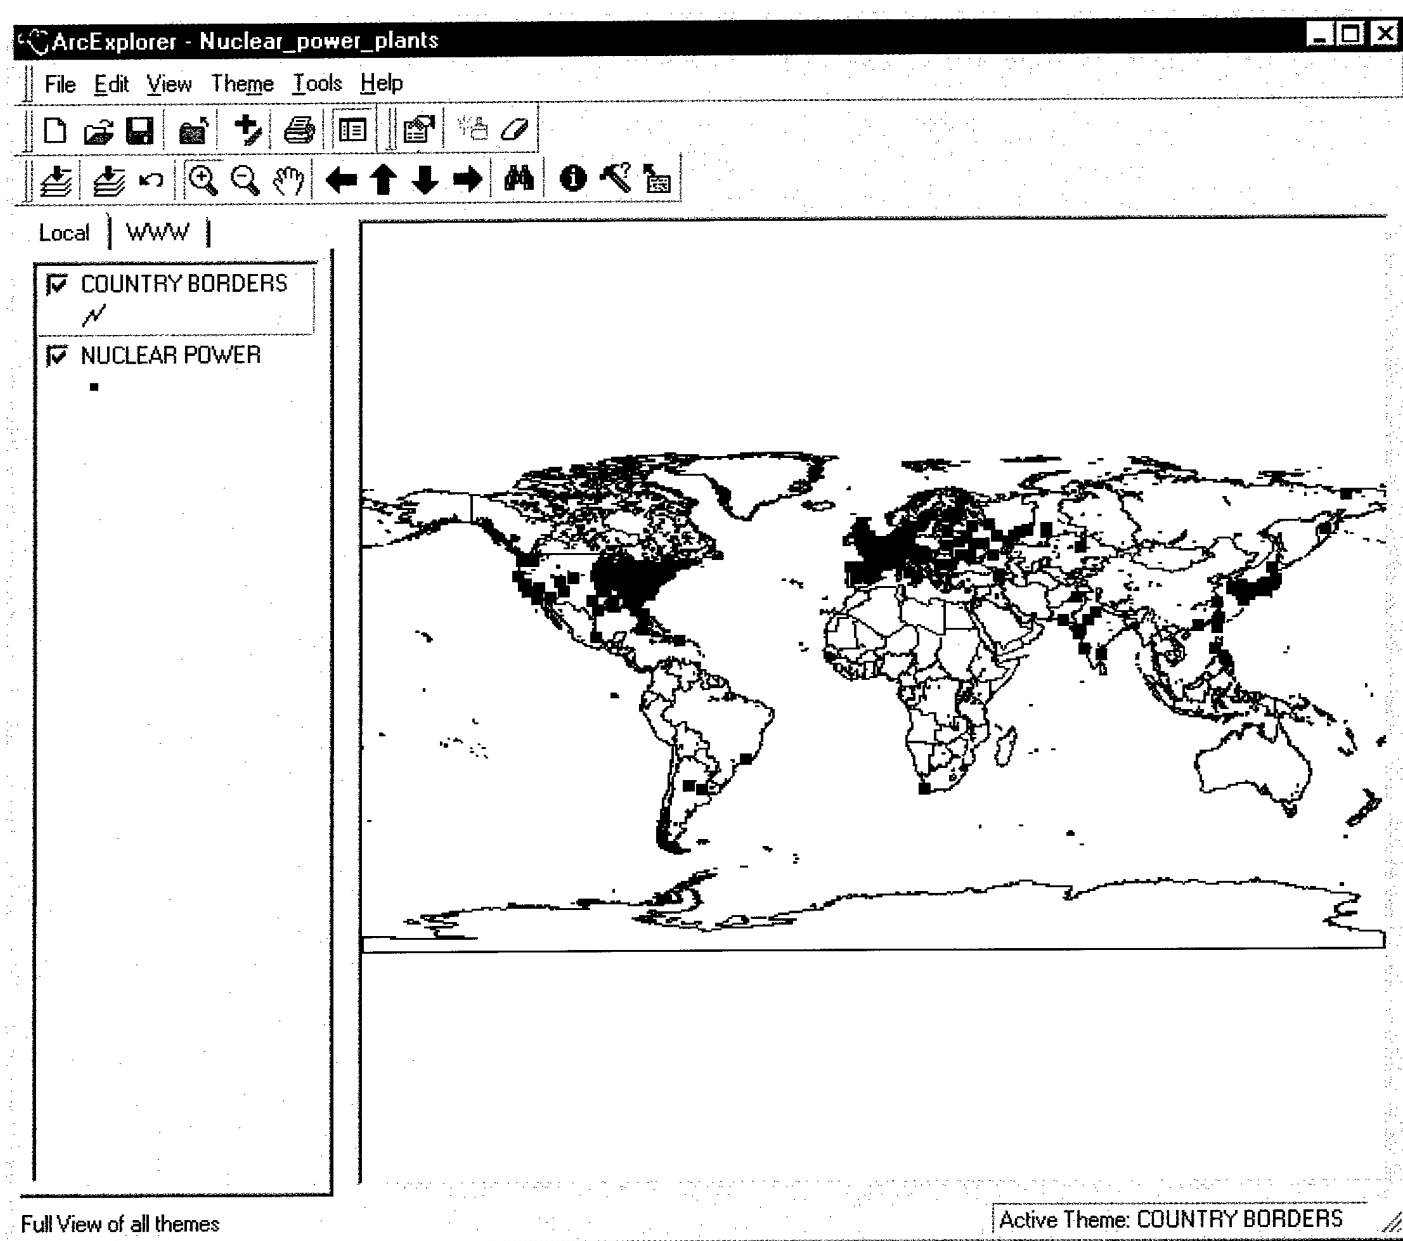 ArcExplorer - Nuclear_power_plants
File Edit View Theme Tools Help
Local WWW
COUNTRY BORDERS
NUCLEAR POWER
Full View of all themes
Active Theme: COUNTRY BORDERS